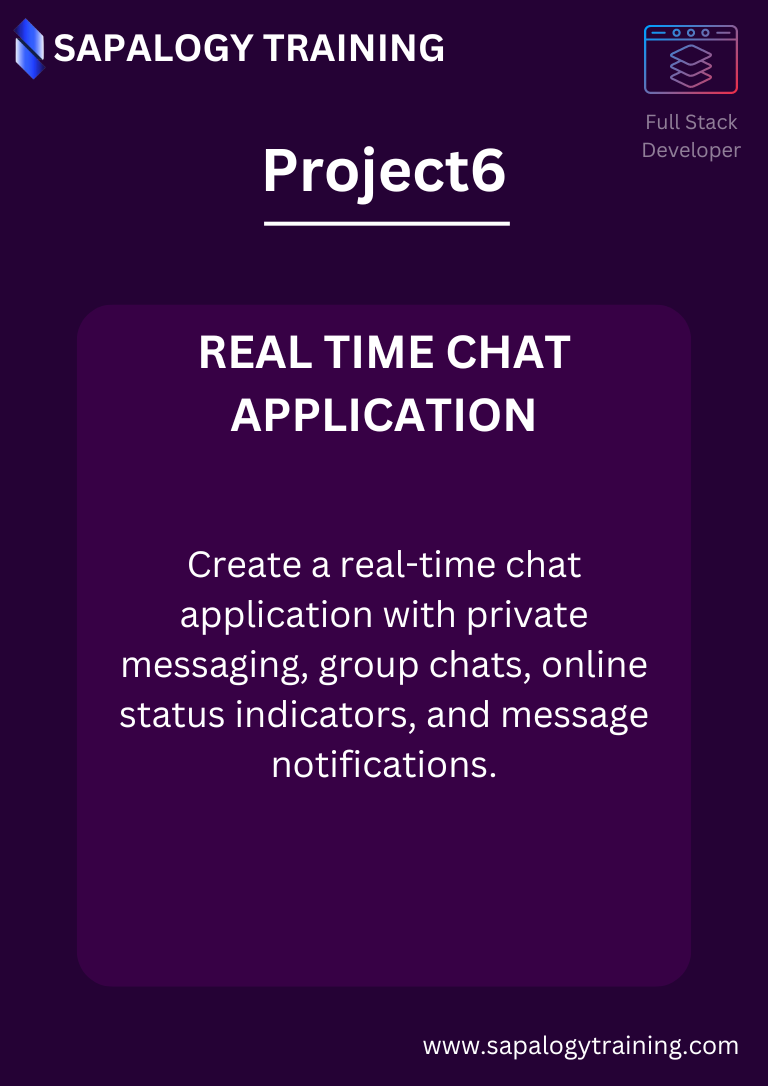 SAPALOGY TRAINING
Full Stack
Developer
Project6
REAL TIME CHAT
APPLICATION
Create a real-time chat
application with private
messaging, group chats, online
status indicators, and message
notifications.
www.sapalogytraining.com